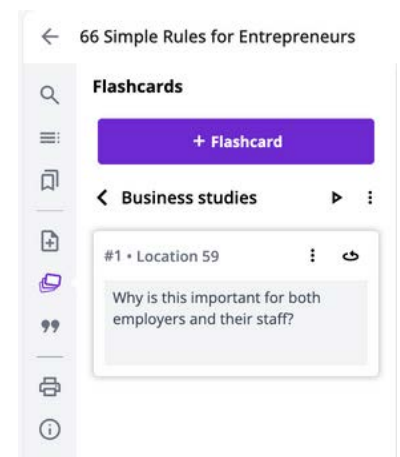 66 Simple Rules for Entrepreneurs
Flashcards
+ Flashcard
Business studies
#1 • Location 59
Why is this important for both
employers and their staff?